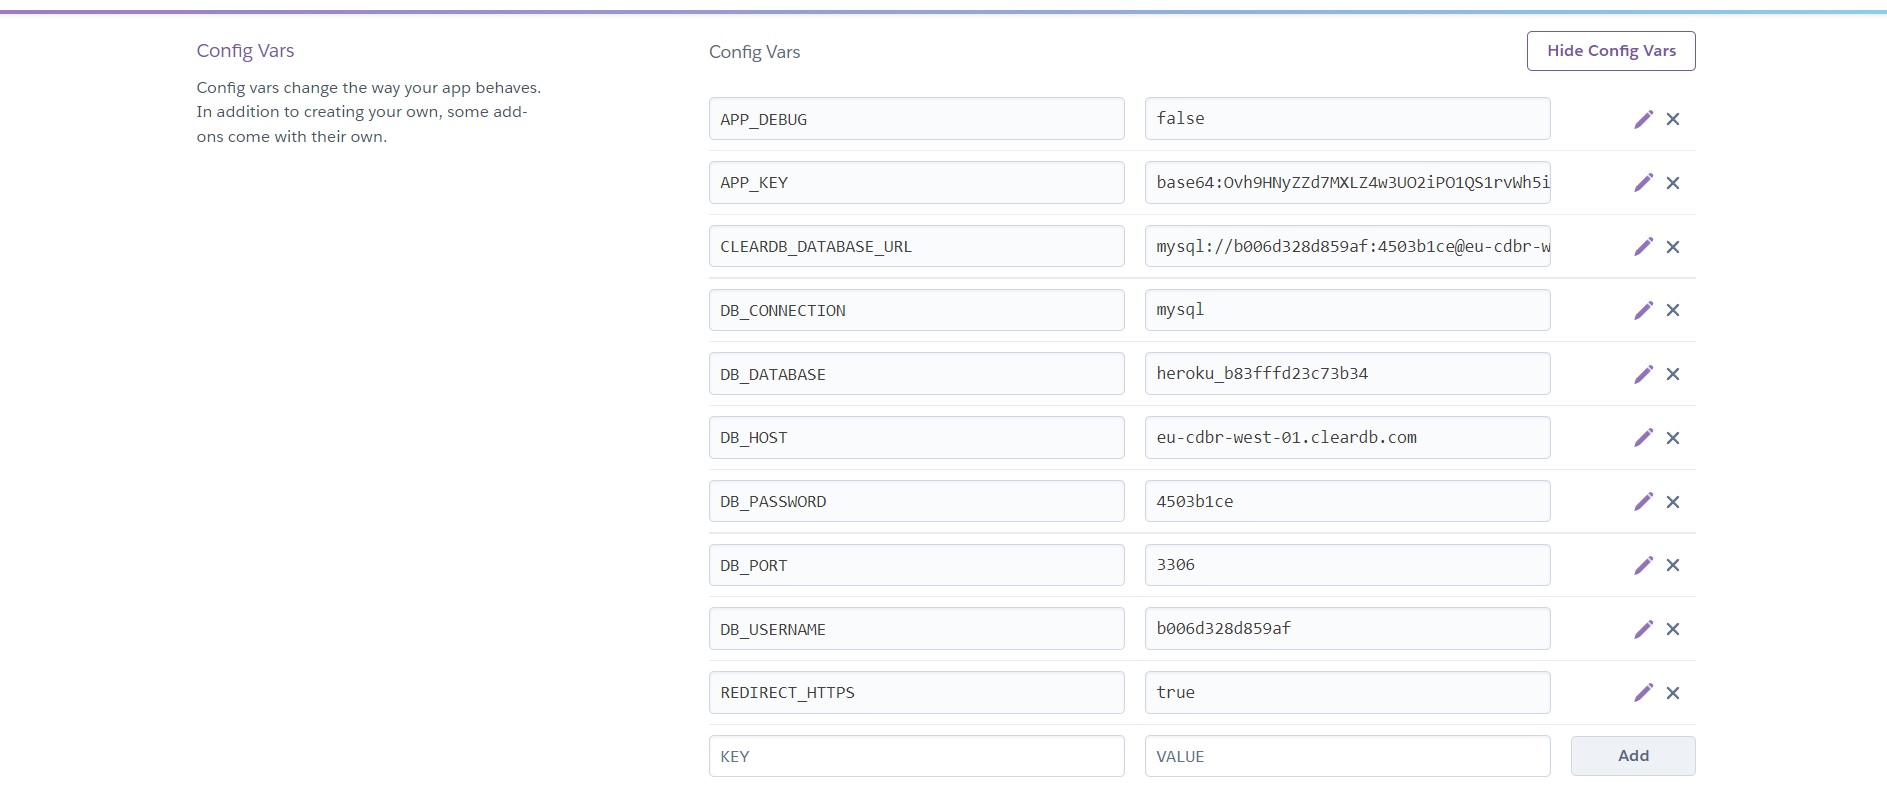 Config Vars
Config vars change the way your app behaves.
In addition to creating your own, some add-
ons come with their own.
Config Vars
Hide Config Vars
APP_DEBUG false
APP_KEY base64:Ovh9HNyZZd7MXLZ4w3UO2iPO1QS1rvWh5i
CLEARDB_DATABASE_URL mysql://b006d328d859af:4503b1ce@eu-cdbr-w
DB_CONNECTION mysql
DB_DATABASE heroku_b83fffd23c73b34
DB_HOST eu-cdbr-west-01.cleardb.com
DB_PASSWORD 4503b1ce
DB_PORT 3306
DB_USERNAME b006d328d859af
REDIRECT_HTTPS true
KEY VALUE Add